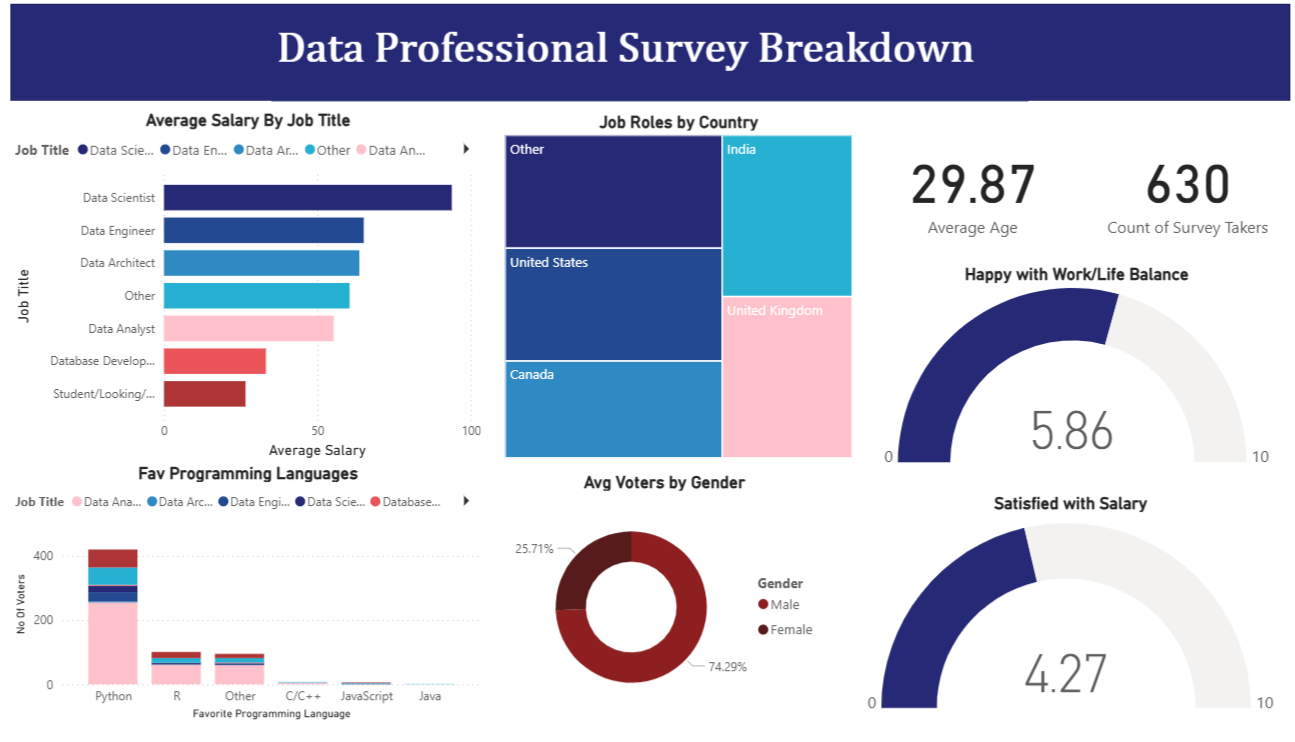 Data Professional Survey Breakdown
Average Salary By Job Title
Job Title Data Scie... Data En... Data Ar... Other Data An...
Job Title
Data Scientist
Data Engineer
Data Architect
Other
Data Analyst
Database Develop...
Student/Looking/...
0 50 100
Average Salary
Job Roles by Country
Other
India
United States
United Kingdom
Canada
29.87
Average Age
630
Count of Survey Takers
Happy with Work/Life Balance
5.86
0 10
Fav Programming Languages
Job Title Data Ana... Data Arc... Data Engi... Data Scie... Database...
No Of Voters
400
200
0
Python R Other C/C++ JavaScript Java
Favorite Programming Language
Avg Voters by Gender
25.71%
74.29%
Gender
Male
Female
Satisfied with Salary
4.27
0 10